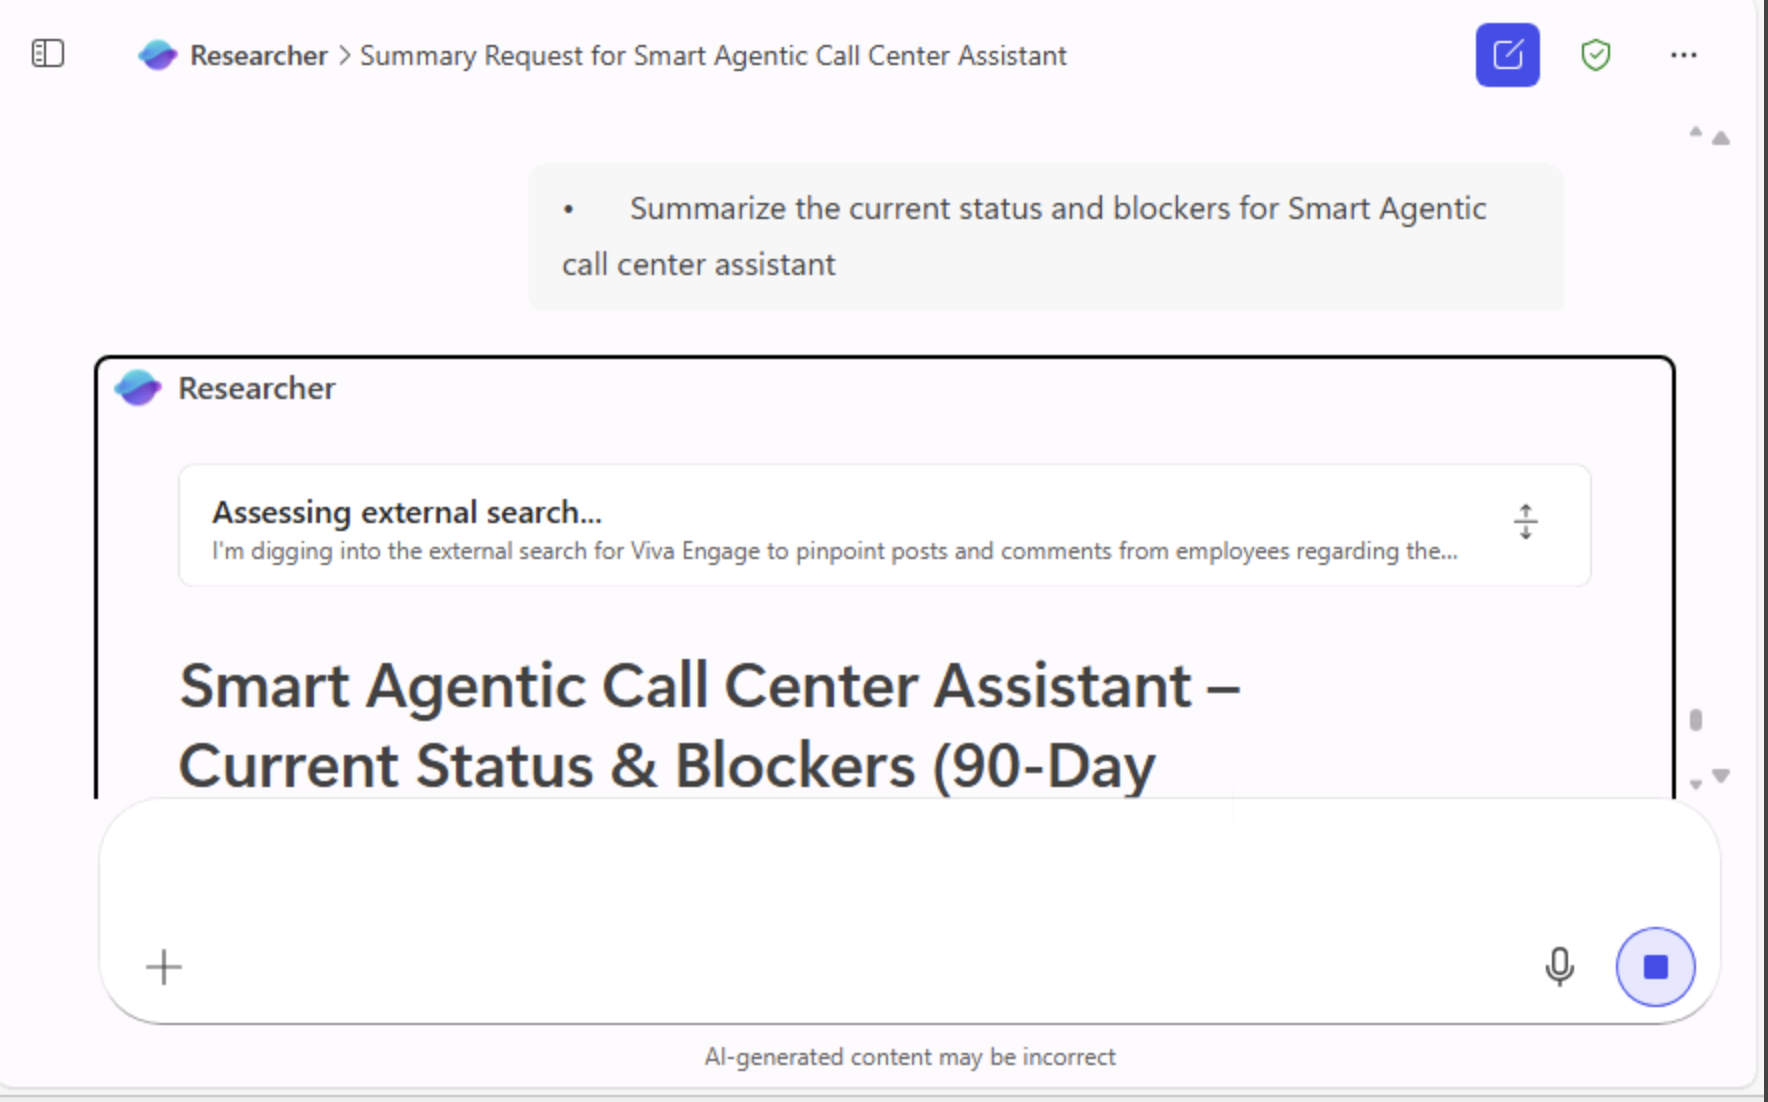 Researcher > Summary Request for Smart Agentic Call Center Assistant
• Summarize the current status and blockers for Smart Agentic
call center assistant
Researcher
Assessing external search...
I'm digging into the external search for Viva Engage to pinpoint posts and comments from employees regarding the...
Smart Agentic Call Center Assistant –
Current Status & Blockers (90-Day
AI-generated content may be incorrect